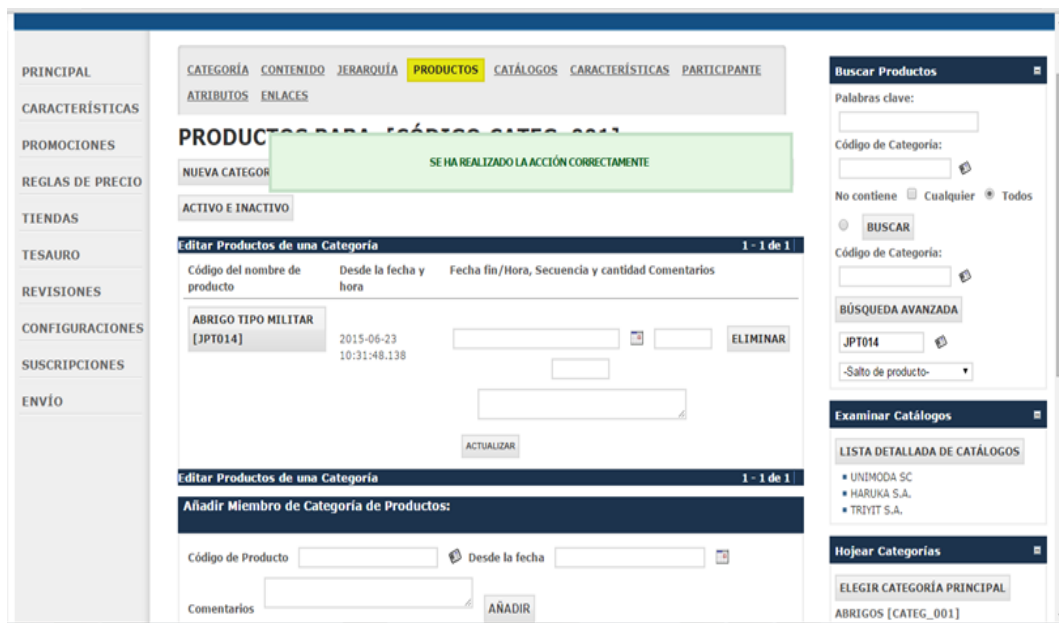 PRINCIPAL
CARACTERÍSTICAS
PROMOCIONES
REGLAS DE PRECIO
TIENDAS
TESAURO
REVISIONES
CONFIGURACIONES
SUSCRIPCIONES
ENVÍO
CATEGORÍA CONTENIDO JERARQUÍA PRODUCTOS CATÁLOGOS CARACTERÍSTICAS PARTICIPANTE
ATRIBUTOS ENLACES
SE HA REALIZADO LA ACCIÓN CORRECTAMENTE
NUEVA CATEGOR
ACTIVO E INACTIVO
Editar Productos de una Categoría 1 - 1 de 1
Código del nombre de producto
Desde la fecha y hora
Fecha fin/Hora, Secuencia y cantidad Comentarios
ABRIGO TIPO MILITAR
[JPT014]
2015-06-23
10:31:48.138
ELIMINAR
ACTUALIZAR
Editar Productos de una Categoría 1 - 1 de 1
Añadir Miembro de Categoría de Productos:
Código de Producto
Desde la fecha
Comentarios
AÑADIR
Buscar Productos
Palabras clave:
Código de Categoría:
No contiene Cualquier Todos
BUSCAR
Código de Categoría:
BÚSQUEDA AVANZADA
JPT014
-Salto de producto-
Examinar Catálogos
LISTA DETALLADA DE CATÁLOGOS
UNIMODA SC
HARUKA S.A.
TRIYIT S.A.
Hojear Categorías
ELEGIR CATEGORÍA PRINCIPAL
ABRIGOS [CATEG_001]